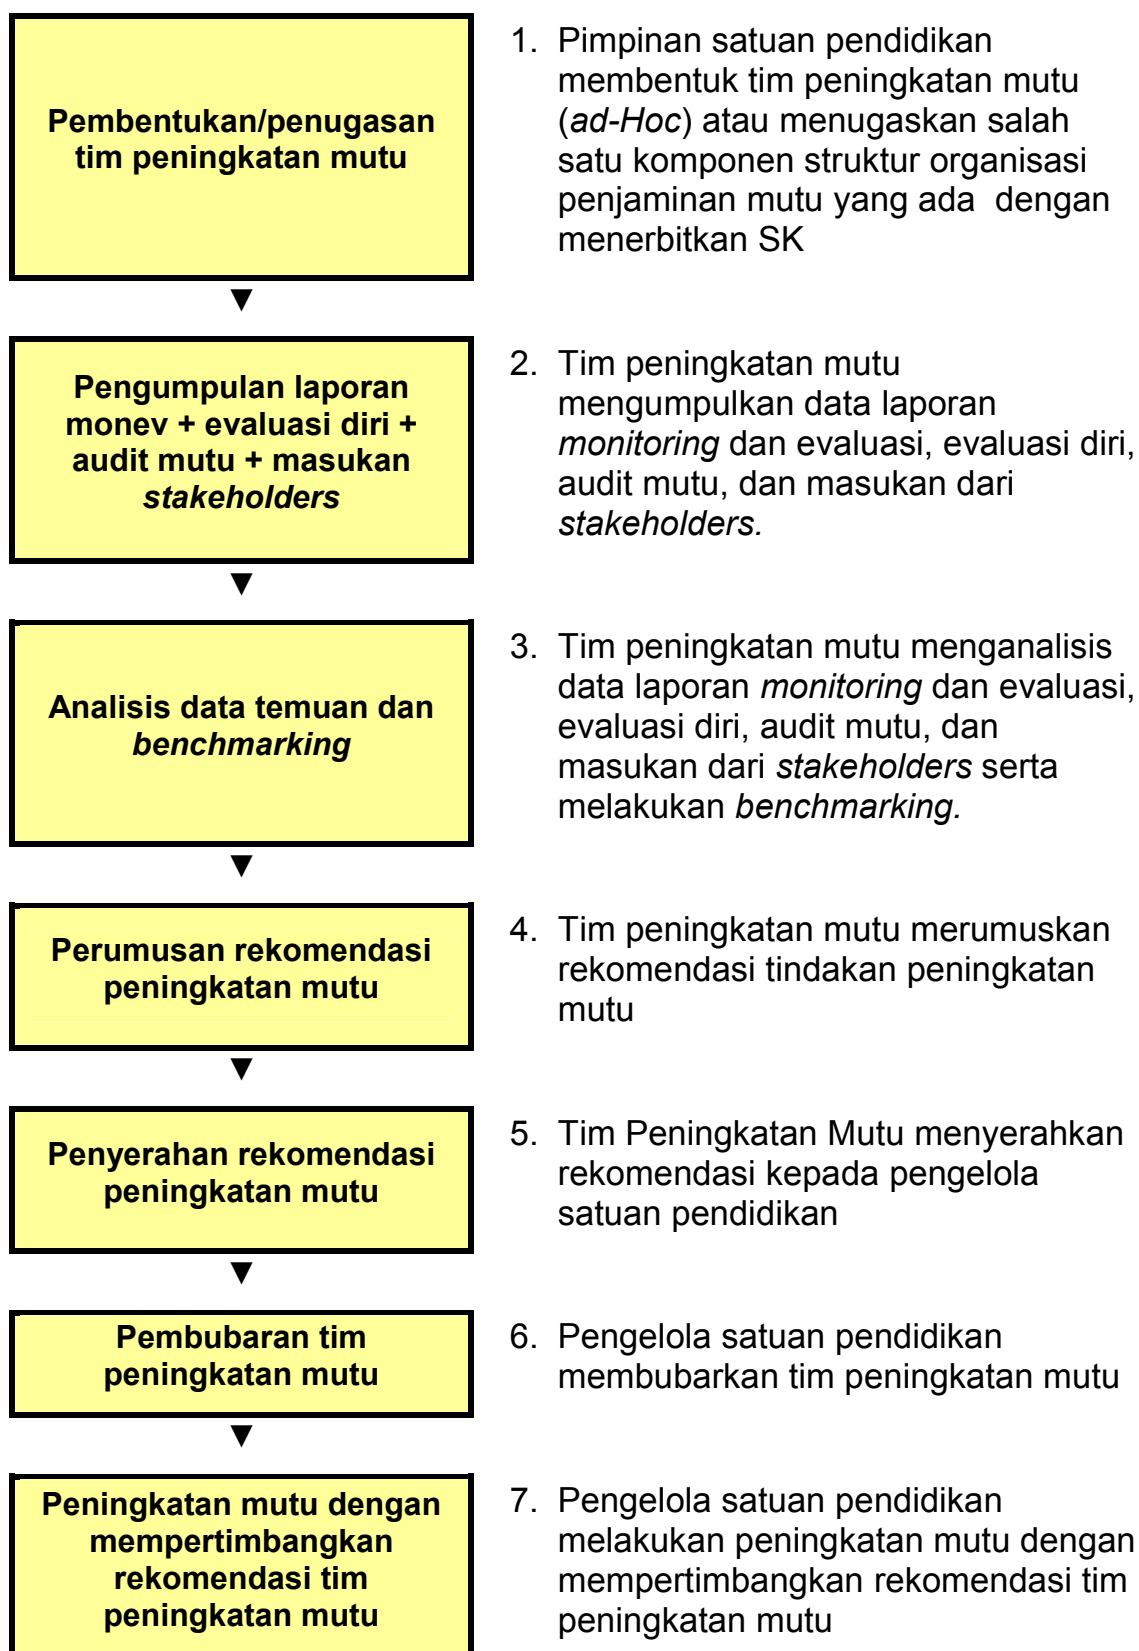 Pembentukan/penugasan
tim peningkatan mutu
1. Pimpinan satuan pendidikan
membentuk tim peningkatan mutu
(ad-Hoc) atau menugaskan salah
satu komponen struktur organisasi
penjaminan mutu yang ada dengan
menerbitkan SK
▼
Pengumpulan laporan
monev + evaluasi diri +
audit mutu + masukan
stakeholders
2. Tim peningkatan mutu
mengumpulkan data laporan
monitoring dan evaluasi, evaluasi diri,
audit mutu, dan masukan dari
stakeholders.
▼
Analisis data temuan dan
benchmarking
3. Tim peningkatan mutu menganalisis
data laporan monitoring dan evaluasi,
evaluasi diri, audit mutu, dan
masukan dari stakeholders serta
melakukan benchmarking.
▼
Perumusan rekomendasi
peningkatan mutu
4. Tim peningkatan mutu merumuskan
rekomendasi tindakan peningkatan
mutu
▼
Penyerahan rekomendasi
peningkatan mutu
5. Tim Peningkatan Mutu menyerahkan
rekomendasi kepada pengelola
satuan pendidikan
▼
Pembubaran tim
peningkatan mutu
6. Pengelola satuan pendidikan
membubarkan tim peningkatan mutu
▼
Peningkatan mutu dengan
mempertimbangkan
rekomendasi tim
peningkatan mutu
7. Pengelola satuan pendidikan
melakukan peningkatan mutu dengan
mempertimbangkan rekomendasi tim
peningkatan mutu